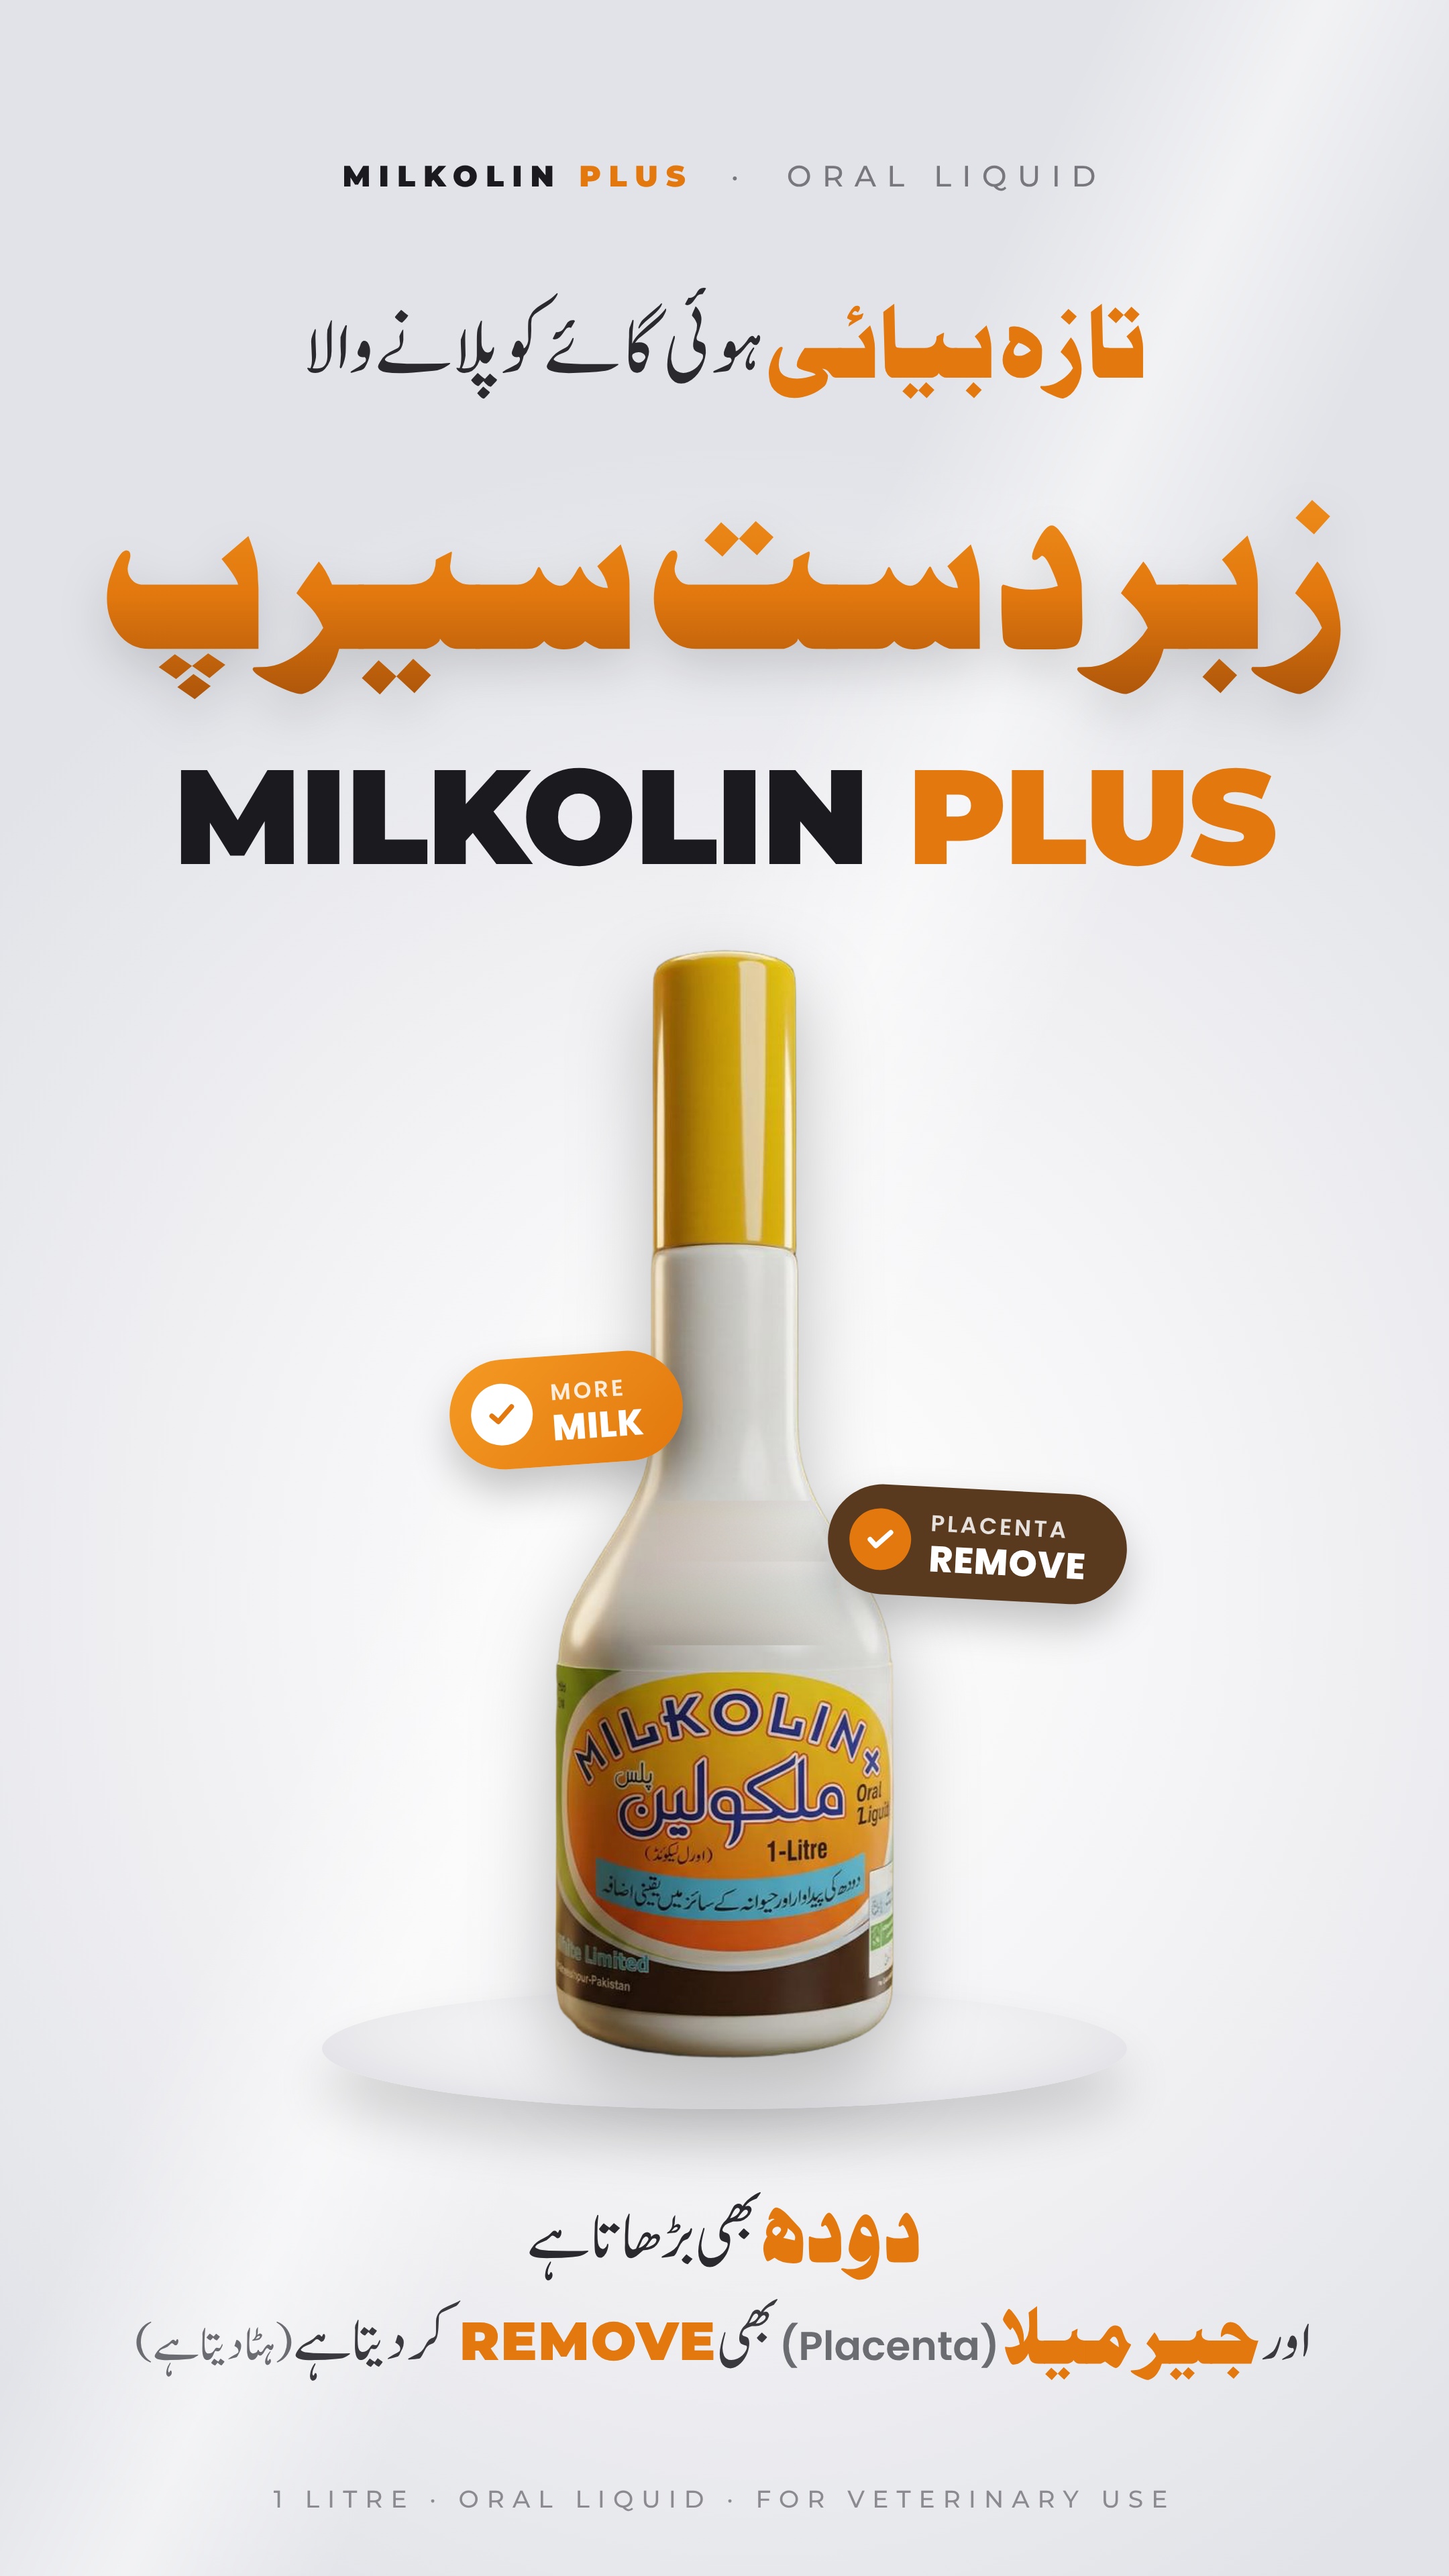 MILKOLIN PLUS · ORAL LIQUID
تازہ بیائی ہوئی گائے کو پلانے والا
زبردست سیرپ
MILKOLIN PLUS
MORE
MILK
PLACENTA
REMOVE
MILKOLIN+
پلس
ملکولین
Oral
Liquid
(اورل لیکوئڈ)
1-Litre
دودھ کی پیداوار اور حیوانہ کے سائز میں یقینی اضافہ
Limited
pur-Pakistan
دودھ بھی بڑھاتا ہے
اور جیر میلا (Placenta) بھی REMOVE کر دیتا ہے (ہٹا دیتا ہے)
1 LITRE · ORAL LIQUID · FOR VETERINARY USE